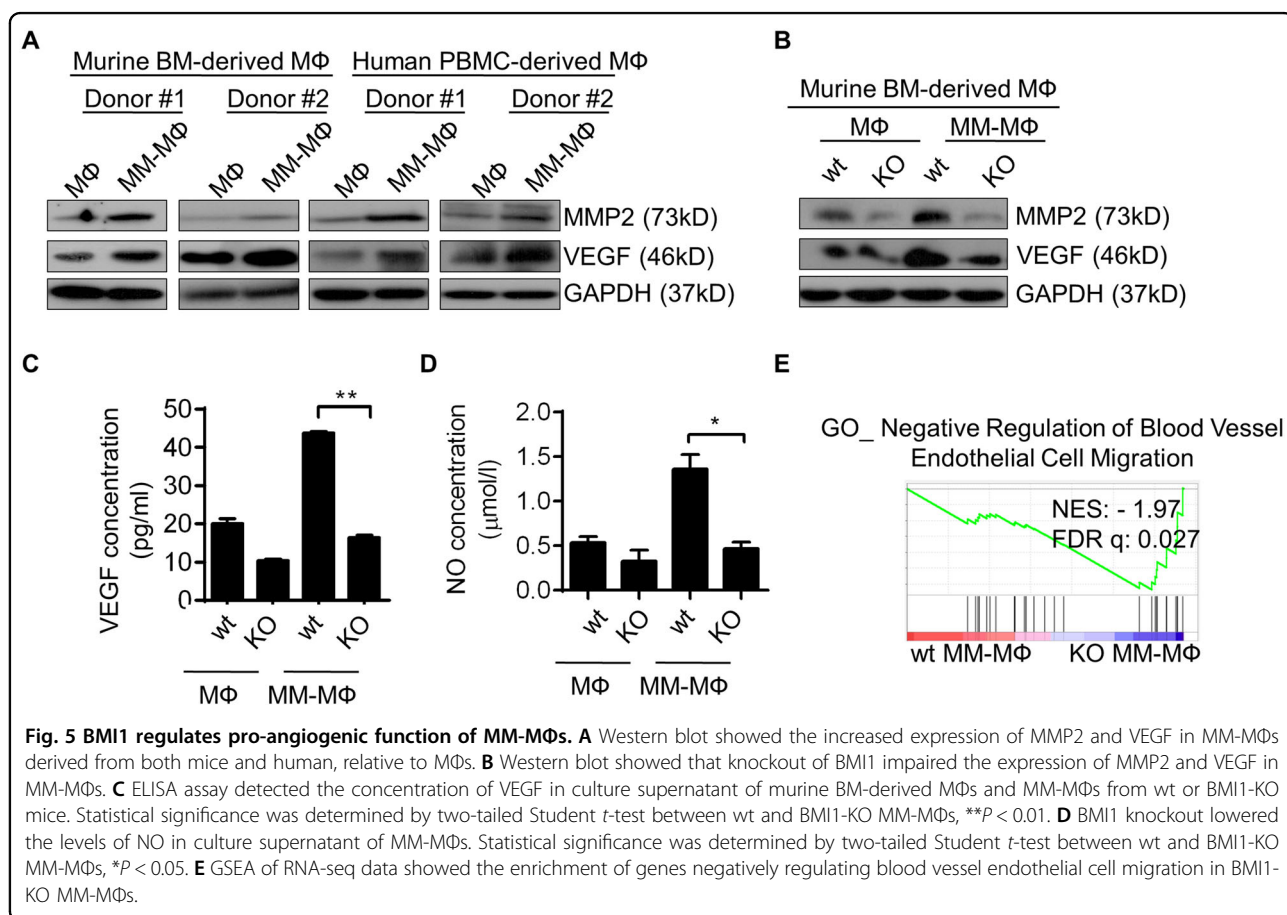 A
Murine BM-derived MΦ Human PBMC-derived MΦ
Donor #1 Donor #2 Donor #1 Donor #2
MΦ MM-MΦ MΦ MM-MΦ MΦ MM-MΦ MΦ MM-MΦ
MMP2 (73kD)
VEGF (46kD)
GAPDH (37kD)
B
Murine BM-derived MΦ
MΦ MM-MΦ
wt KO wt KO
MMP2 (73kD)
VEGF (46kD)
GAPDH (37kD)
C
VEGF concentration
(pg/ml)
50
40
30
20
10
0
**
wt KO wt KO
MΦ MM-MΦ
D
NO concentration
(μmol/l)
2.0
1.5
1.0
0.5
0.0
*
wt KO wt KO
MΦ MM-MΦ
E
GO_ Negative Regulation of Blood Vessel
Endothelial Cell Migration
NES: - 1.97
FDR q: 0.027
wt MM-MΦ KO MM-MΦ
Fig. 5 BMI1 regulates pro-angiogenic function of MM-MΦs. A Western blot showed the increased expression of MMP2 and VEGF in MM-MΦs
derived from both mice and human, relative to MΦs. B Western blot showed that knockout of BMI1 impaired the expression of MMP2 and VEGF in
MM-MΦs. C ELISA assay detected the concentration of VEGF in culture supernatant of murine BM-derived MΦs and MM-MΦs from wt or BMI1-KO
mice. Statistical significance was determined by two-tailed Student t-test between wt and BMI1-KO MM-MΦs, **P < 0.01. D BMI1 knockout lowered
the levels of NO in culture supernatant of MM-MΦs. Statistical significance was determined by two-tailed Student t-test between wt and BMI1-KO
MM-MΦs, *P < 0.05. E GSEA of RNA-seq data showed the enrichment of genes negatively regulating blood vessel endothelial cell migration in BMI1-
KO MM-MΦs.